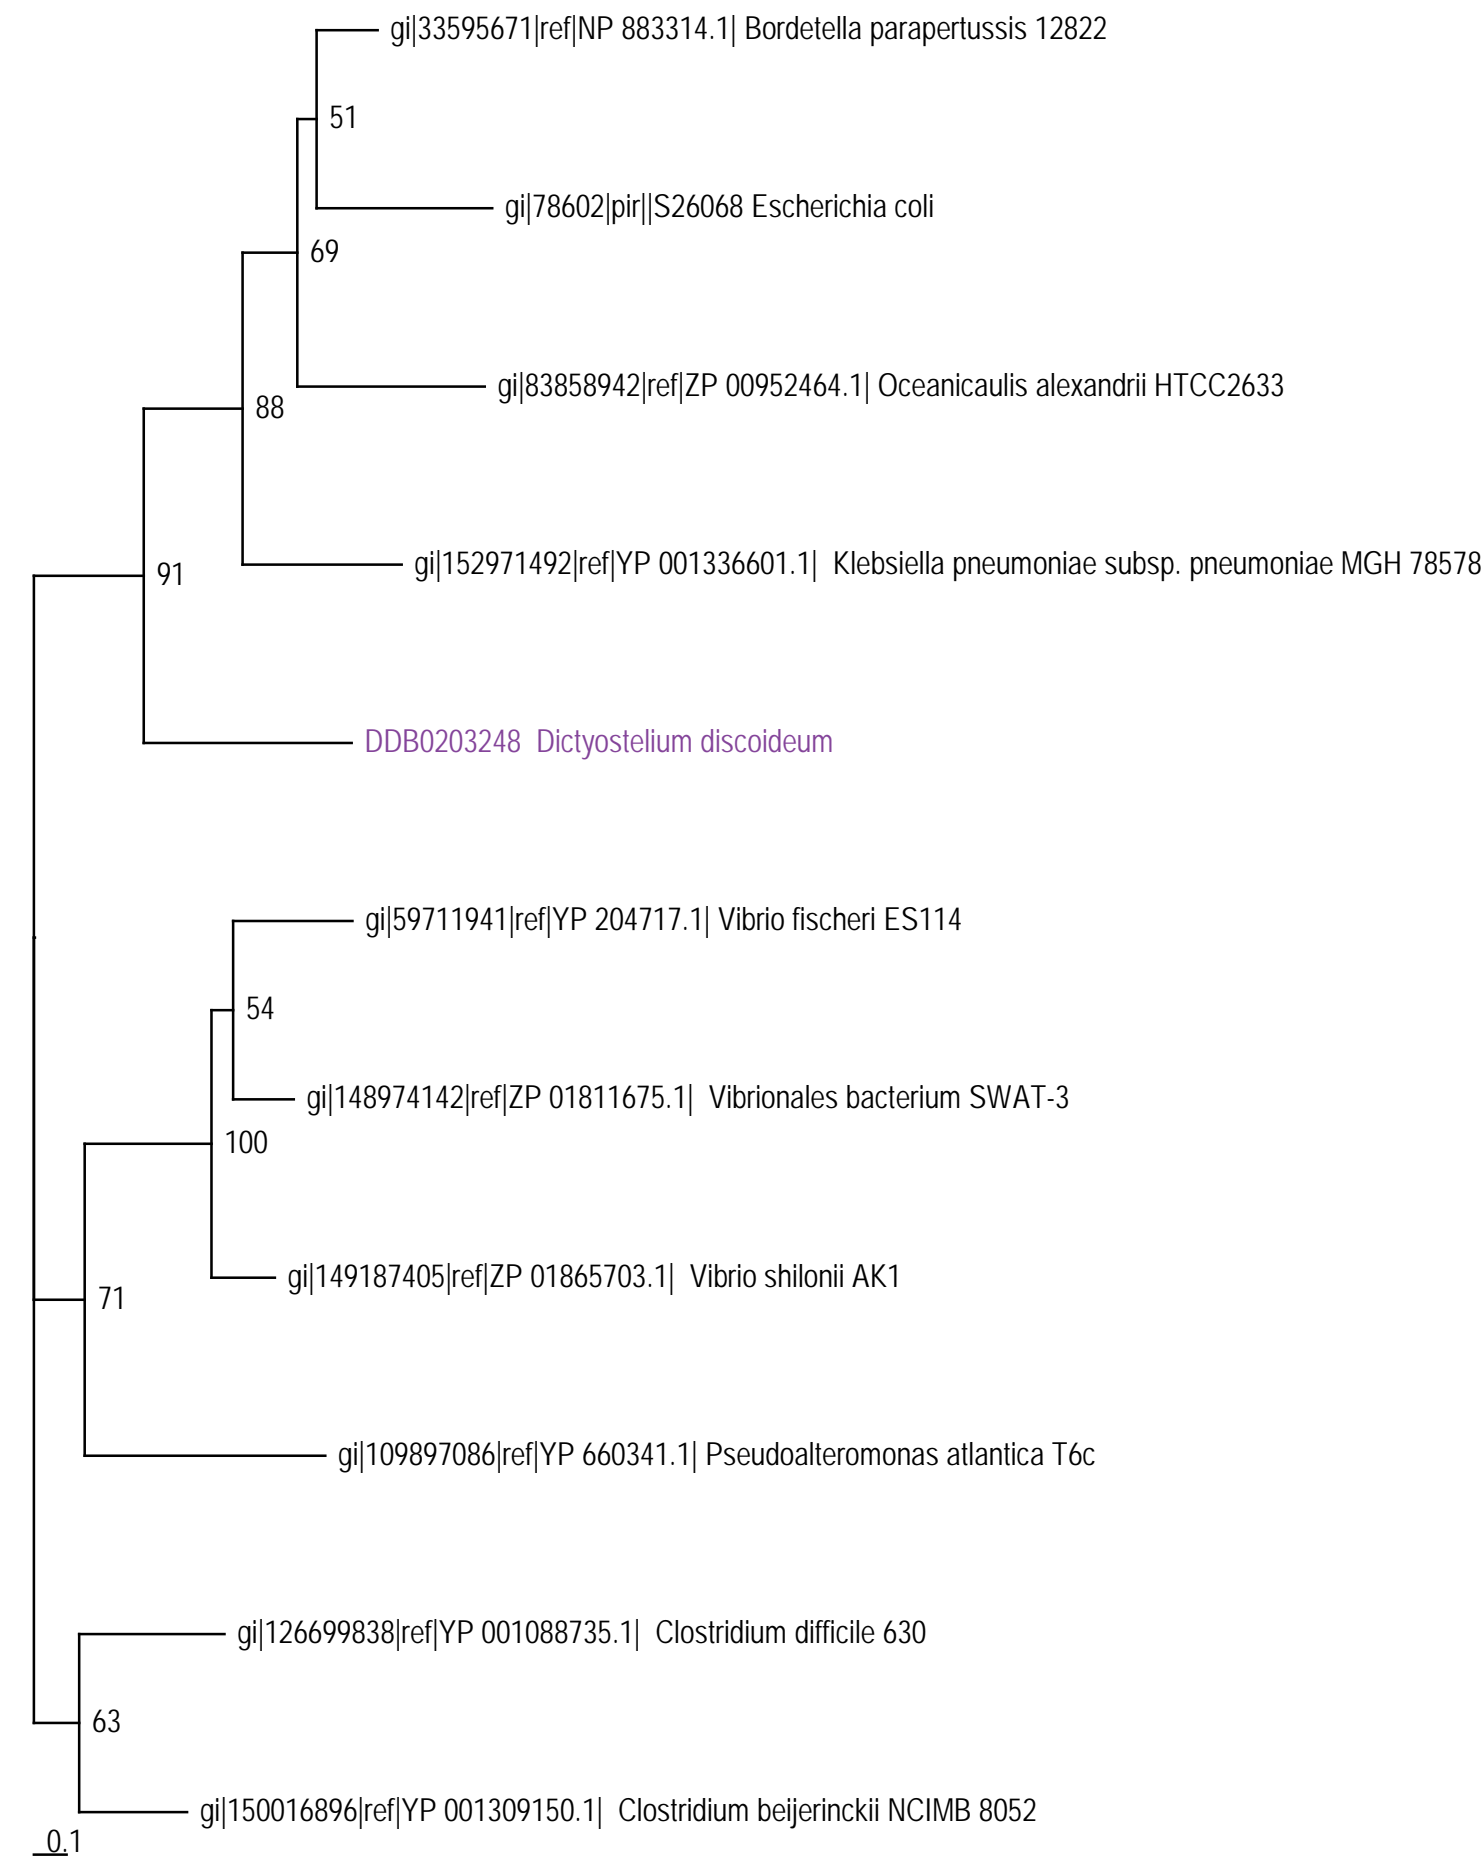 gi|33595671|ref|NP 883314.1| Bordetella parapertussis 12822
51
gi|78602|pir||S26068 Escherichia coli
69
gi|83858942|ref|ZP 00952464.1| Oceanicaulis alexandrii HTCC2633
88
gi|152971492|ref|YP 001336601.1| Klebsiella pneumoniae subsp. pneumoniae MGH 78578
91
DDB0203248 Dictyostelium discoideum
gi|59711941|ref|YP 204717.1| Vibrio fischeri ES114
54
gi|148974142|ref|ZP 01811675.1| Vibrionales bacterium SWAT-3
100
gi|149187405|ref|ZP 01865703.1| Vibrio shilonii AK1
71
gi|109897086|ref|YP 660341.1| Pseudoalteromonas atlantica T6c
gi|126699838|ref|YP 001088735.1| Clostridium difficile 630
63
gi|150016896|ref|YP 001309150.1| Clostridium beijerinckii NCIMB 8052
0.1